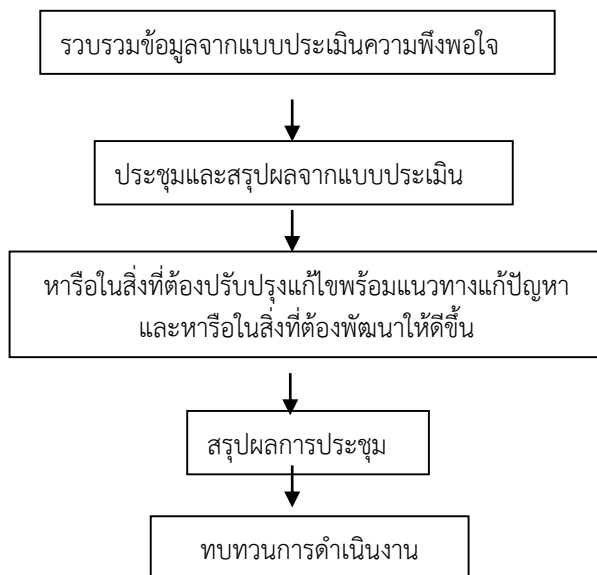 รวบรวมข้อมูลจากแบบประเมินความพึงพอใจ
ประชุมและสรุปผลจากแบบประเมิน
หารือในสิ่งที่ต้องปรับปรุงแก้ไขพร้อมแนวทางแก้ปัญหา
และหารือในสิ่งที่ต้องพัฒนาให้ดีขึ้น
สรุปผลการประชุม
ทบทวนการดำเนินงาน